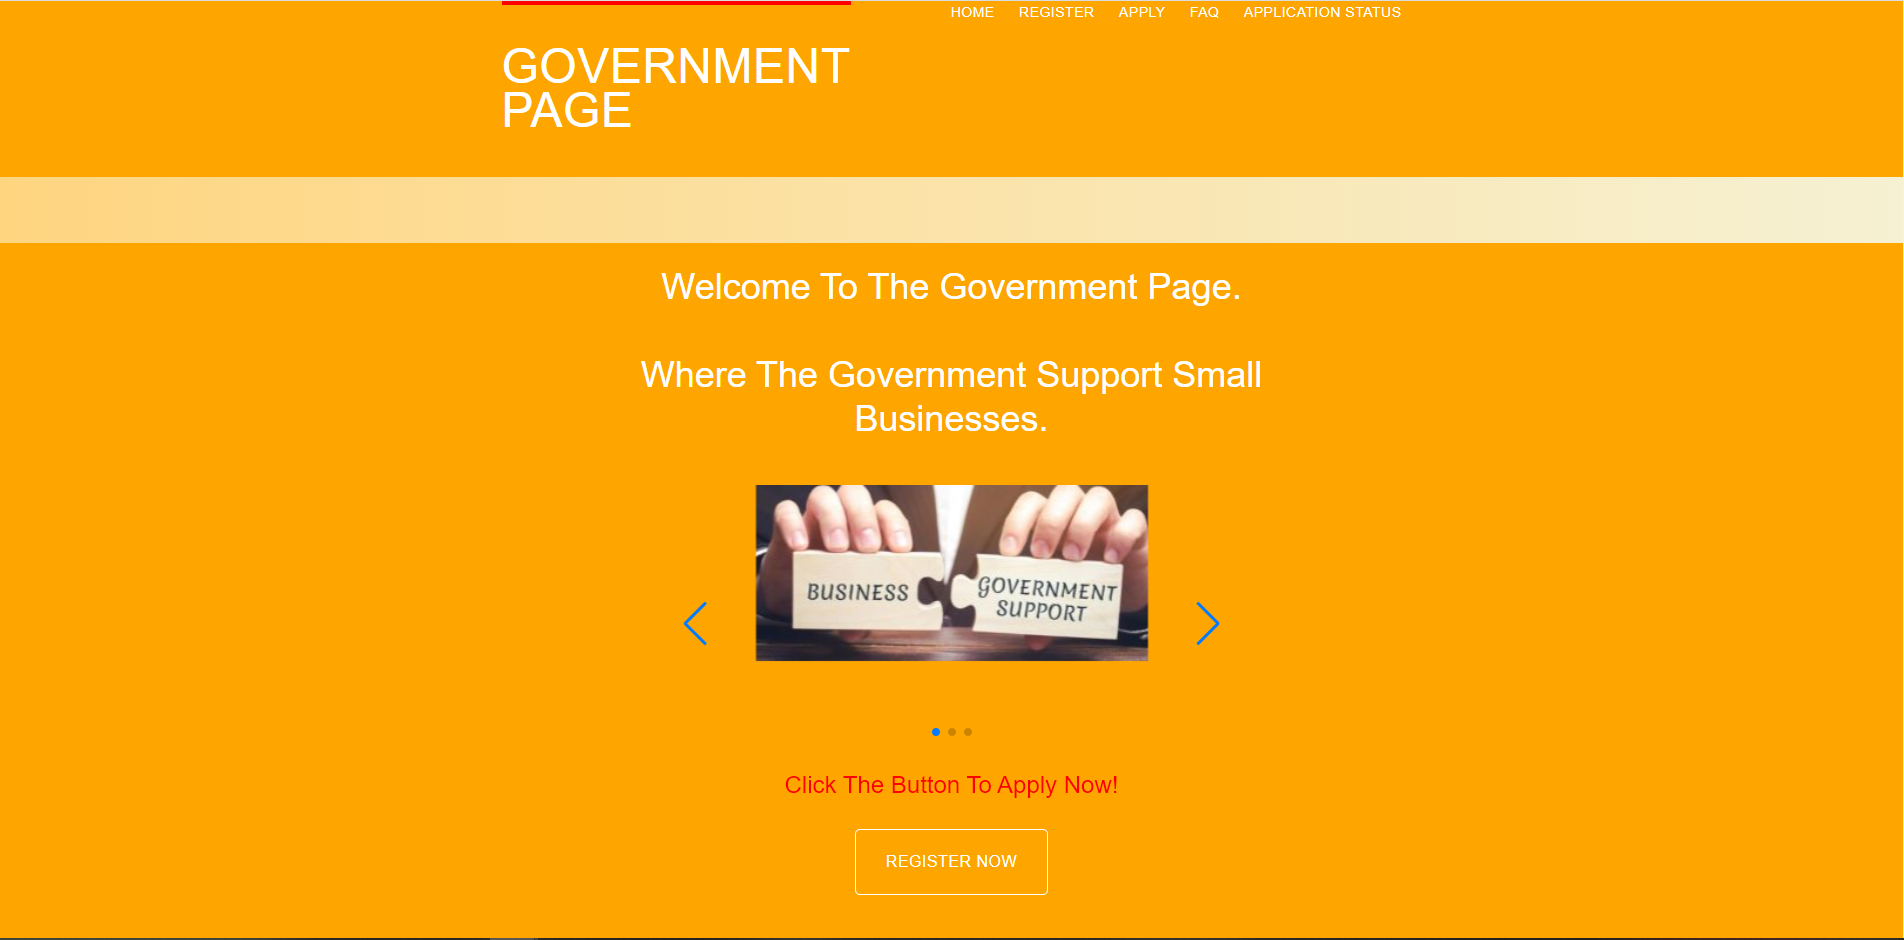 HOME REGISTER APPLY FAQ APPLICATION STATUS
GOVERNMENT
PAGE
Welcome To The Government Page.
Where The Government Support Small
Businesses.
BUSINESS
GOVERNMENT
SUPPORT
Click The Button To Apply Now!
REGISTER NOW